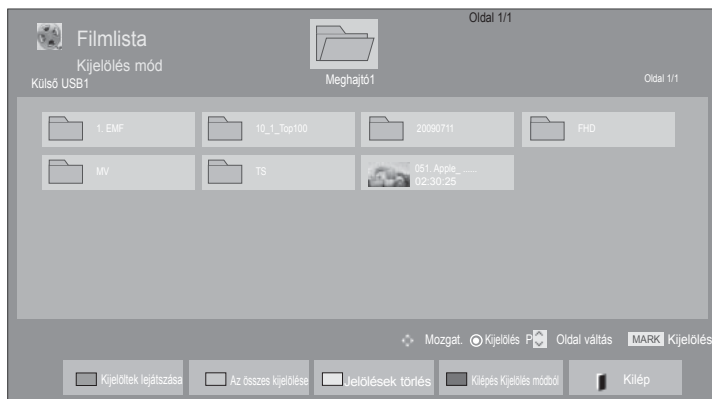 Oldal 1/1
Filmlista
Kijelölés mód
Külső USB1
Meghajtó1
Oldal 1/1
1. EMF
10_1_Top100
20090711
FHD
MV
TS
051. Apple_ ......
02:30:25
Mozgat. Kijelölés P Oldal váltás MARK Kijelölés
Kijelöltek lejátszása Az összes kijelölése Jelölések törlés Kilépés Kijelölés módból Kilép